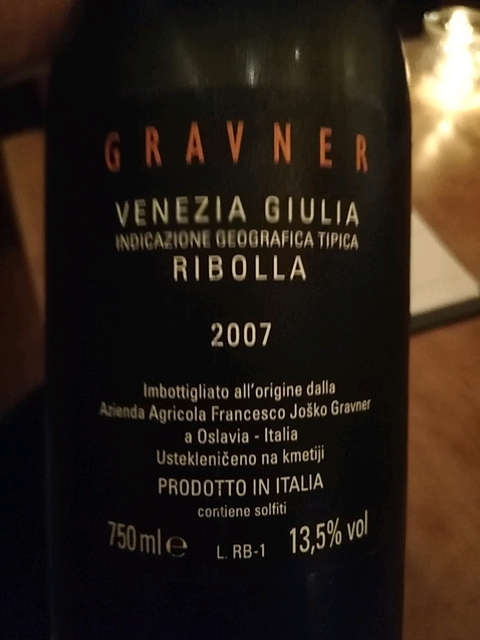 GRAVNER
VENEZIA GIULIA
INDICAZIONE GEOGRAFICA TIPICA
RIBOLLA
2007
Imbottigliato all'origine dalla
Azienda Agricola Francesco Joško Gravner
a Oslavia - Italia
Ustekleničeno na kmetiji
PRODOTTO IN ITALIA
contiene solfiti
750 ml e L. RB-1 13,5% vol